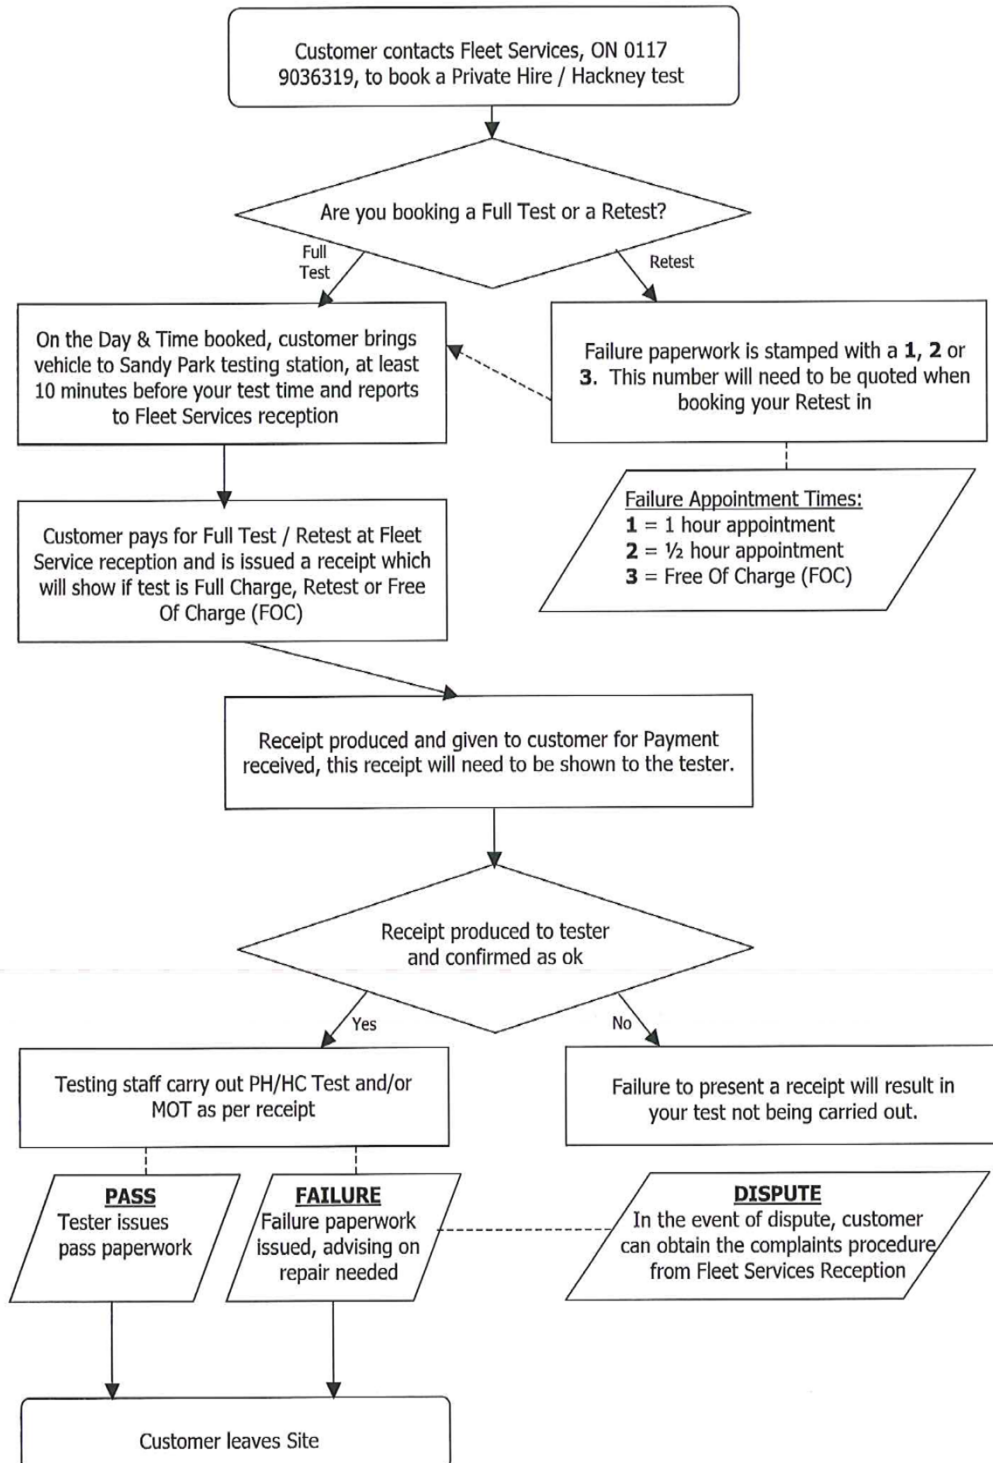 Customer contacts Fleet Services, ON 0117
9036319, to book a Private Hire / Hackney test
Are you booking a Full Test or a Retest?
Full
Test
Retest
On the Day & Time booked, customer brings
vehicle to Sandy Park testing station, at least
10 minutes before your test time and reports
to Fleet Services reception
Failure paperwork is stamped with a 1, 2 or
3. This number will need to be quoted when
booking your Retest in
Failure Appointment Times:
1 = 1 hour appointment
2 = ½ hour appointment
3 = Free Of Charge (FOC)
Customer pays for Full Test / Retest at Fleet
Service reception and is issued a receipt which
will show if test is Full Charge, Retest or Free
Of Charge (FOC)
Receipt produced and given to customer for Payment
received, this receipt will need to be shown to the tester.
Receipt produced to tester
and confirmed as ok
Yes
No
Testing staff carry out PH/HC Test and/or
MOT as per receipt
Failure to present a receipt will result in
your test not being carried out.
PASS
Tester issues
pass paperwork
FAILURE
Failure paperwork
issued, advising on
repair needed
DISPUTE
In the event of dispute, customer
can obtain the complaints procedure
from Fleet Services Reception
Customer leaves Site